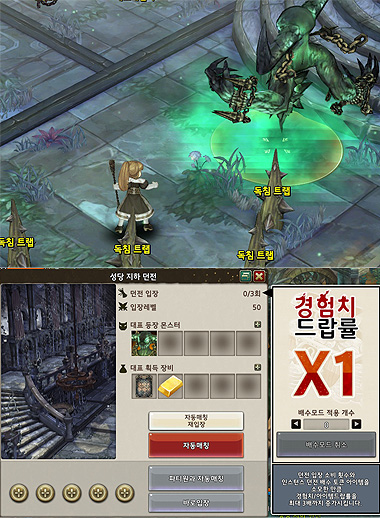 독침 트랩
독침 트랩
독침 트랩
독침 트랩
성당 지하 던전
던전 입장 0/3회
입장레벨 50
대표 등장 몬스터
대표 획득 장비
자동매칭
재입장
자동매칭
파티원과 자동매칭
바로입장
경험치
드랍률
X1
배수모드 적용 개수
0
배수모드 취소
던전 입장 소비 횟수와
인스턴스 던전 배수 토큰 아이템을
소모한 만큼
경험치/아이템드랍률을
최대 3배까지 증가시킵니다